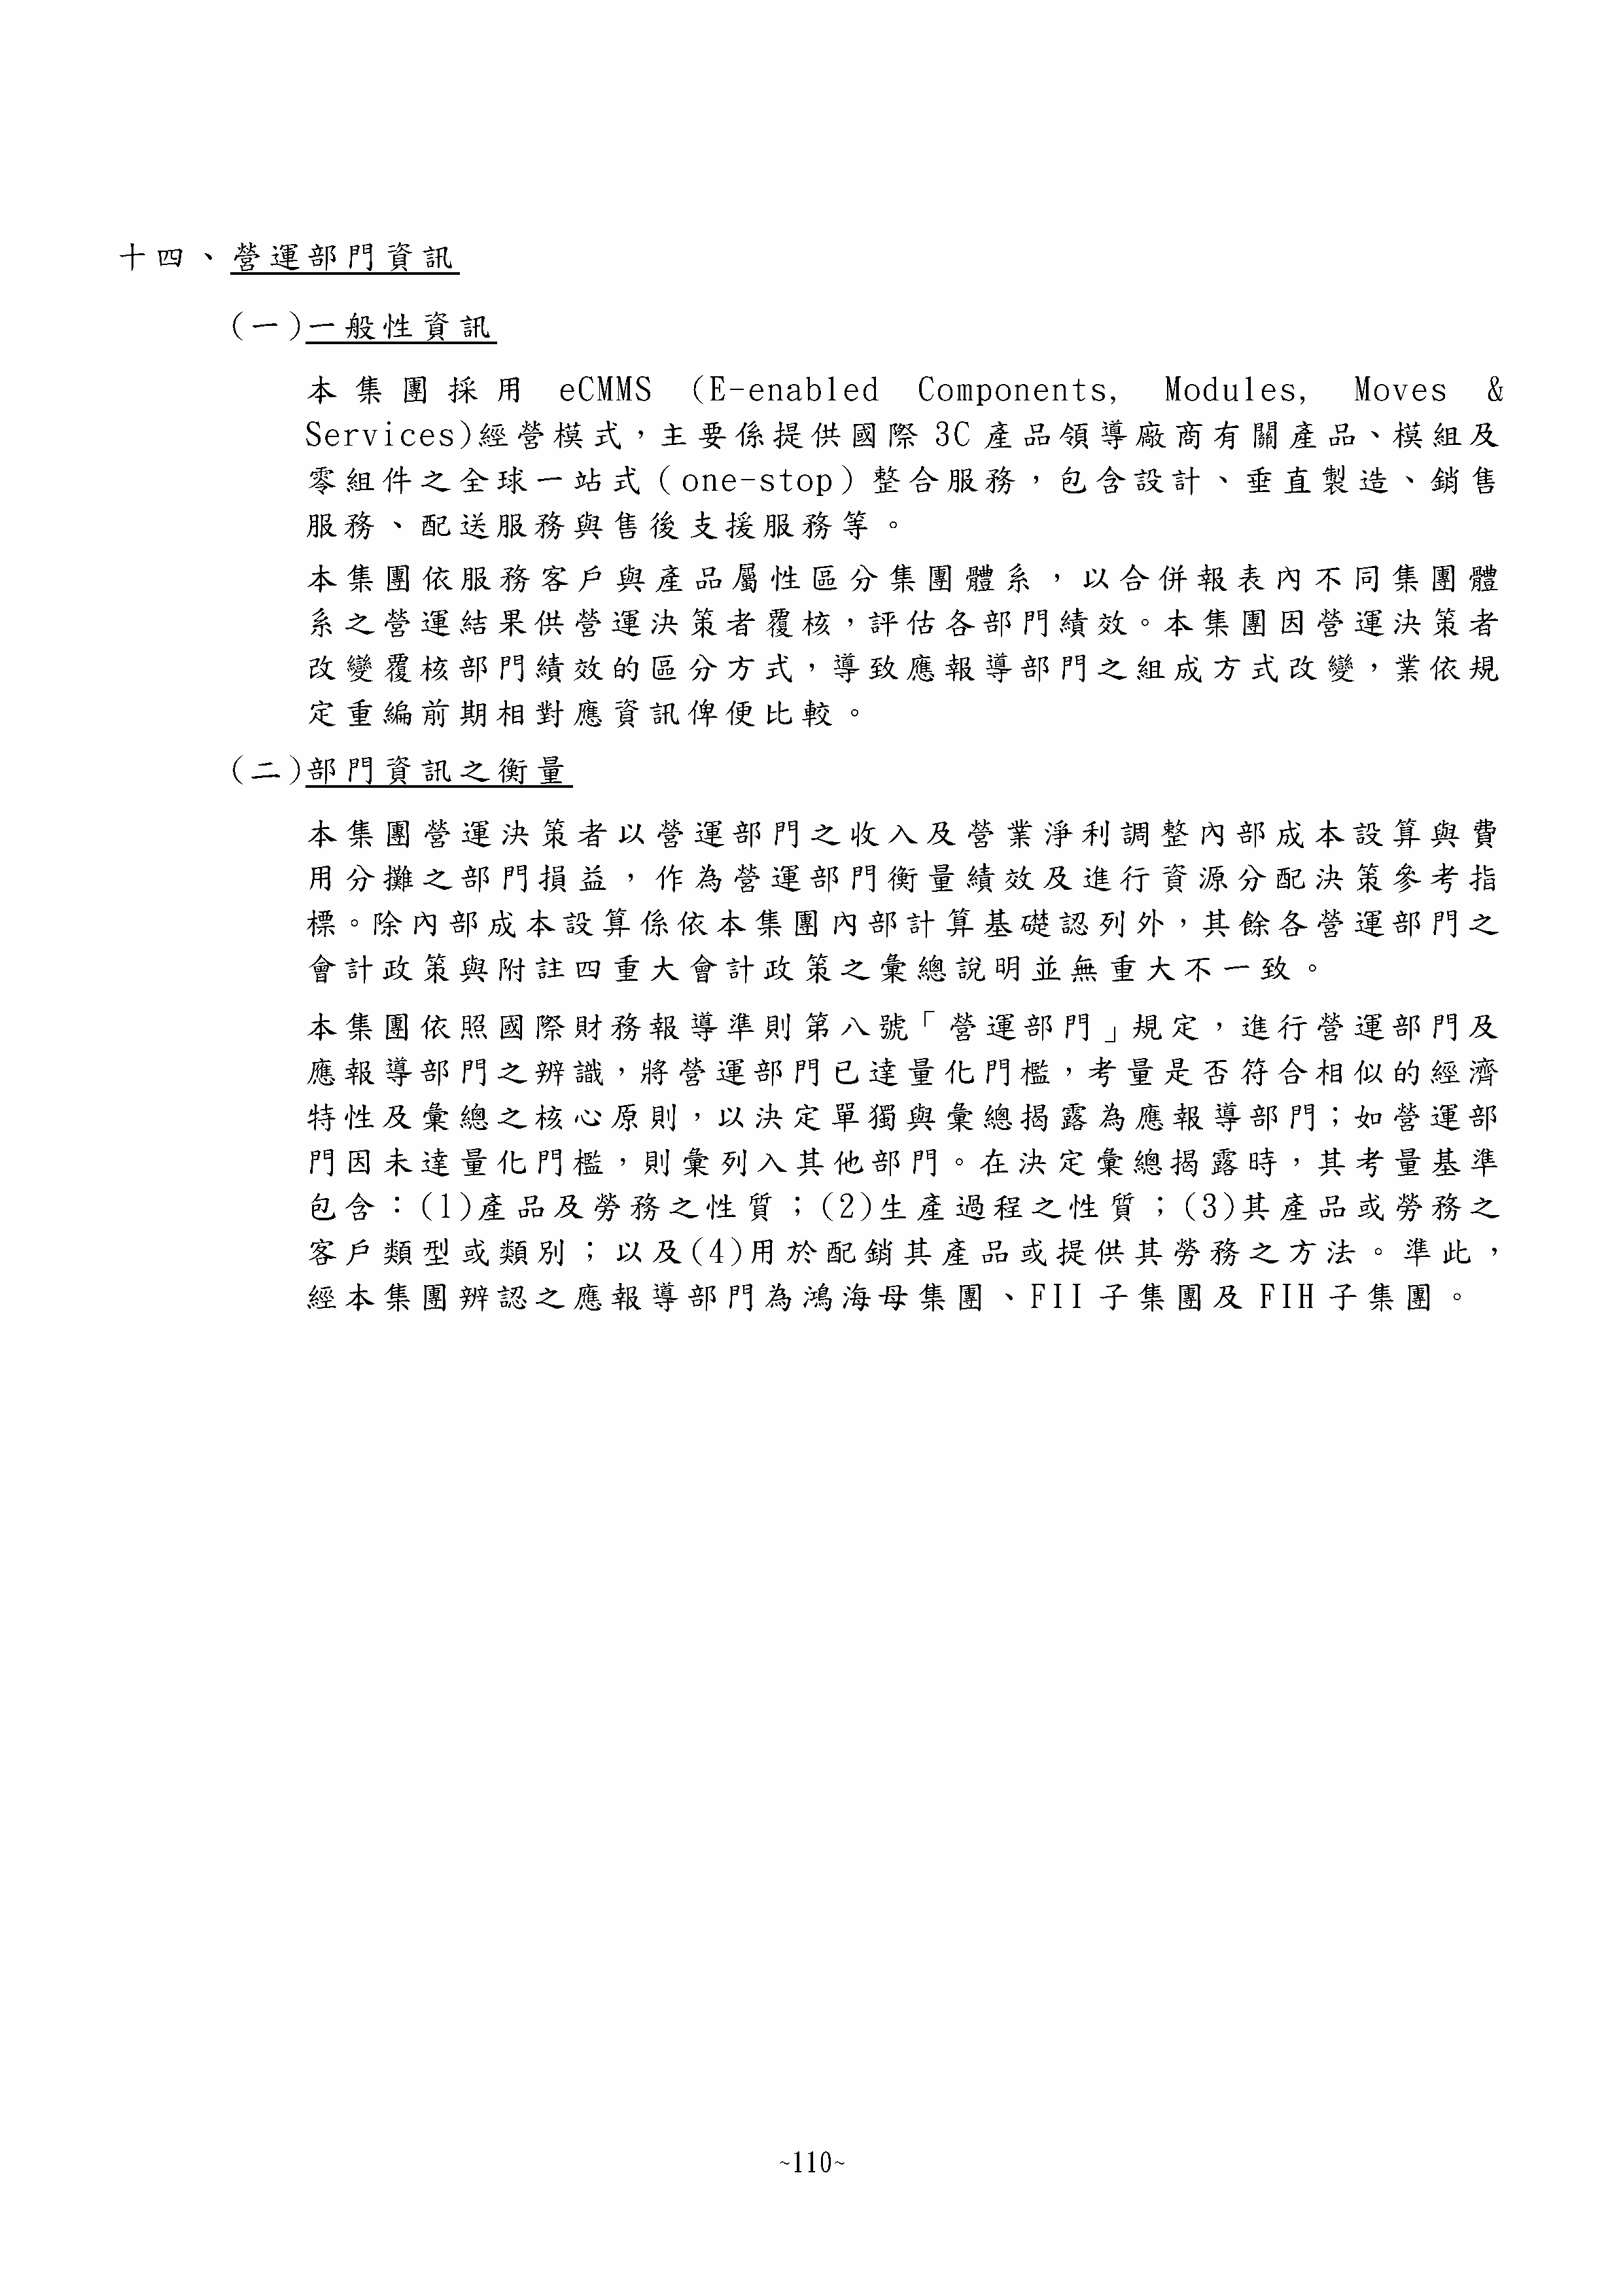 十四、營運部門資訊
(一)一般性資訊
本集團採用 eCMMS (E-enabled Components, Modules, Moves &
Services)經營模式，主要係提供國際 3C 產品領導廠商有關產品、模組及
零組件之全球一站式（one-stop）整合服務，包含設計、垂直製造、銷售
服務、配送服務與售後支援服務等。
本集團依服務客戶與產品屬性區分集團體系，以合併報表內不同集團體
系之營運結果供營運決策者覆核，評估各部門績效。本集團因營運決策者
改變覆核部門績效的區分方式，導致應報導部門之組成方式改變，業依規
定重編前期相對應資訊俾便比較。
(二)部門資訊之衡量
本集團營運決策者以營運部門之收入及營業淨利調整內部成本設算與費
用分攤之部門損益，作為營運部門衡量績效及進行資源分配決策參考指
標。除內部成本設算係依本集團內部計算基礎認列外，其餘各營運部門之
會計政策與附註四重大會計政策之彙總說明並無重大不一致。
本集團依照國際財務報導準則第八號「營運部門」規定，進行營運部門及
應報導部門之辨識，將營運部門已達量化門檻，考量是否符合相似的經濟
特性及彙總之核心原則，以決定單獨與彙總揭露為應報導部門；如營運部
門因未達量化門檻，則彙列入其他部門。在決定彙總揭露時，其考量基準
包含：(1)產品及勞務之性質；(2)生產過程之性質；(3)其產品或勞務之
客戶類型或類別；以及(4)用於配銷其產品或提供其勞務之方法。準此，
經本集團辨認之應報導部門為鴻海母集團、FII 子集團及 FIH 子集團。
~110~